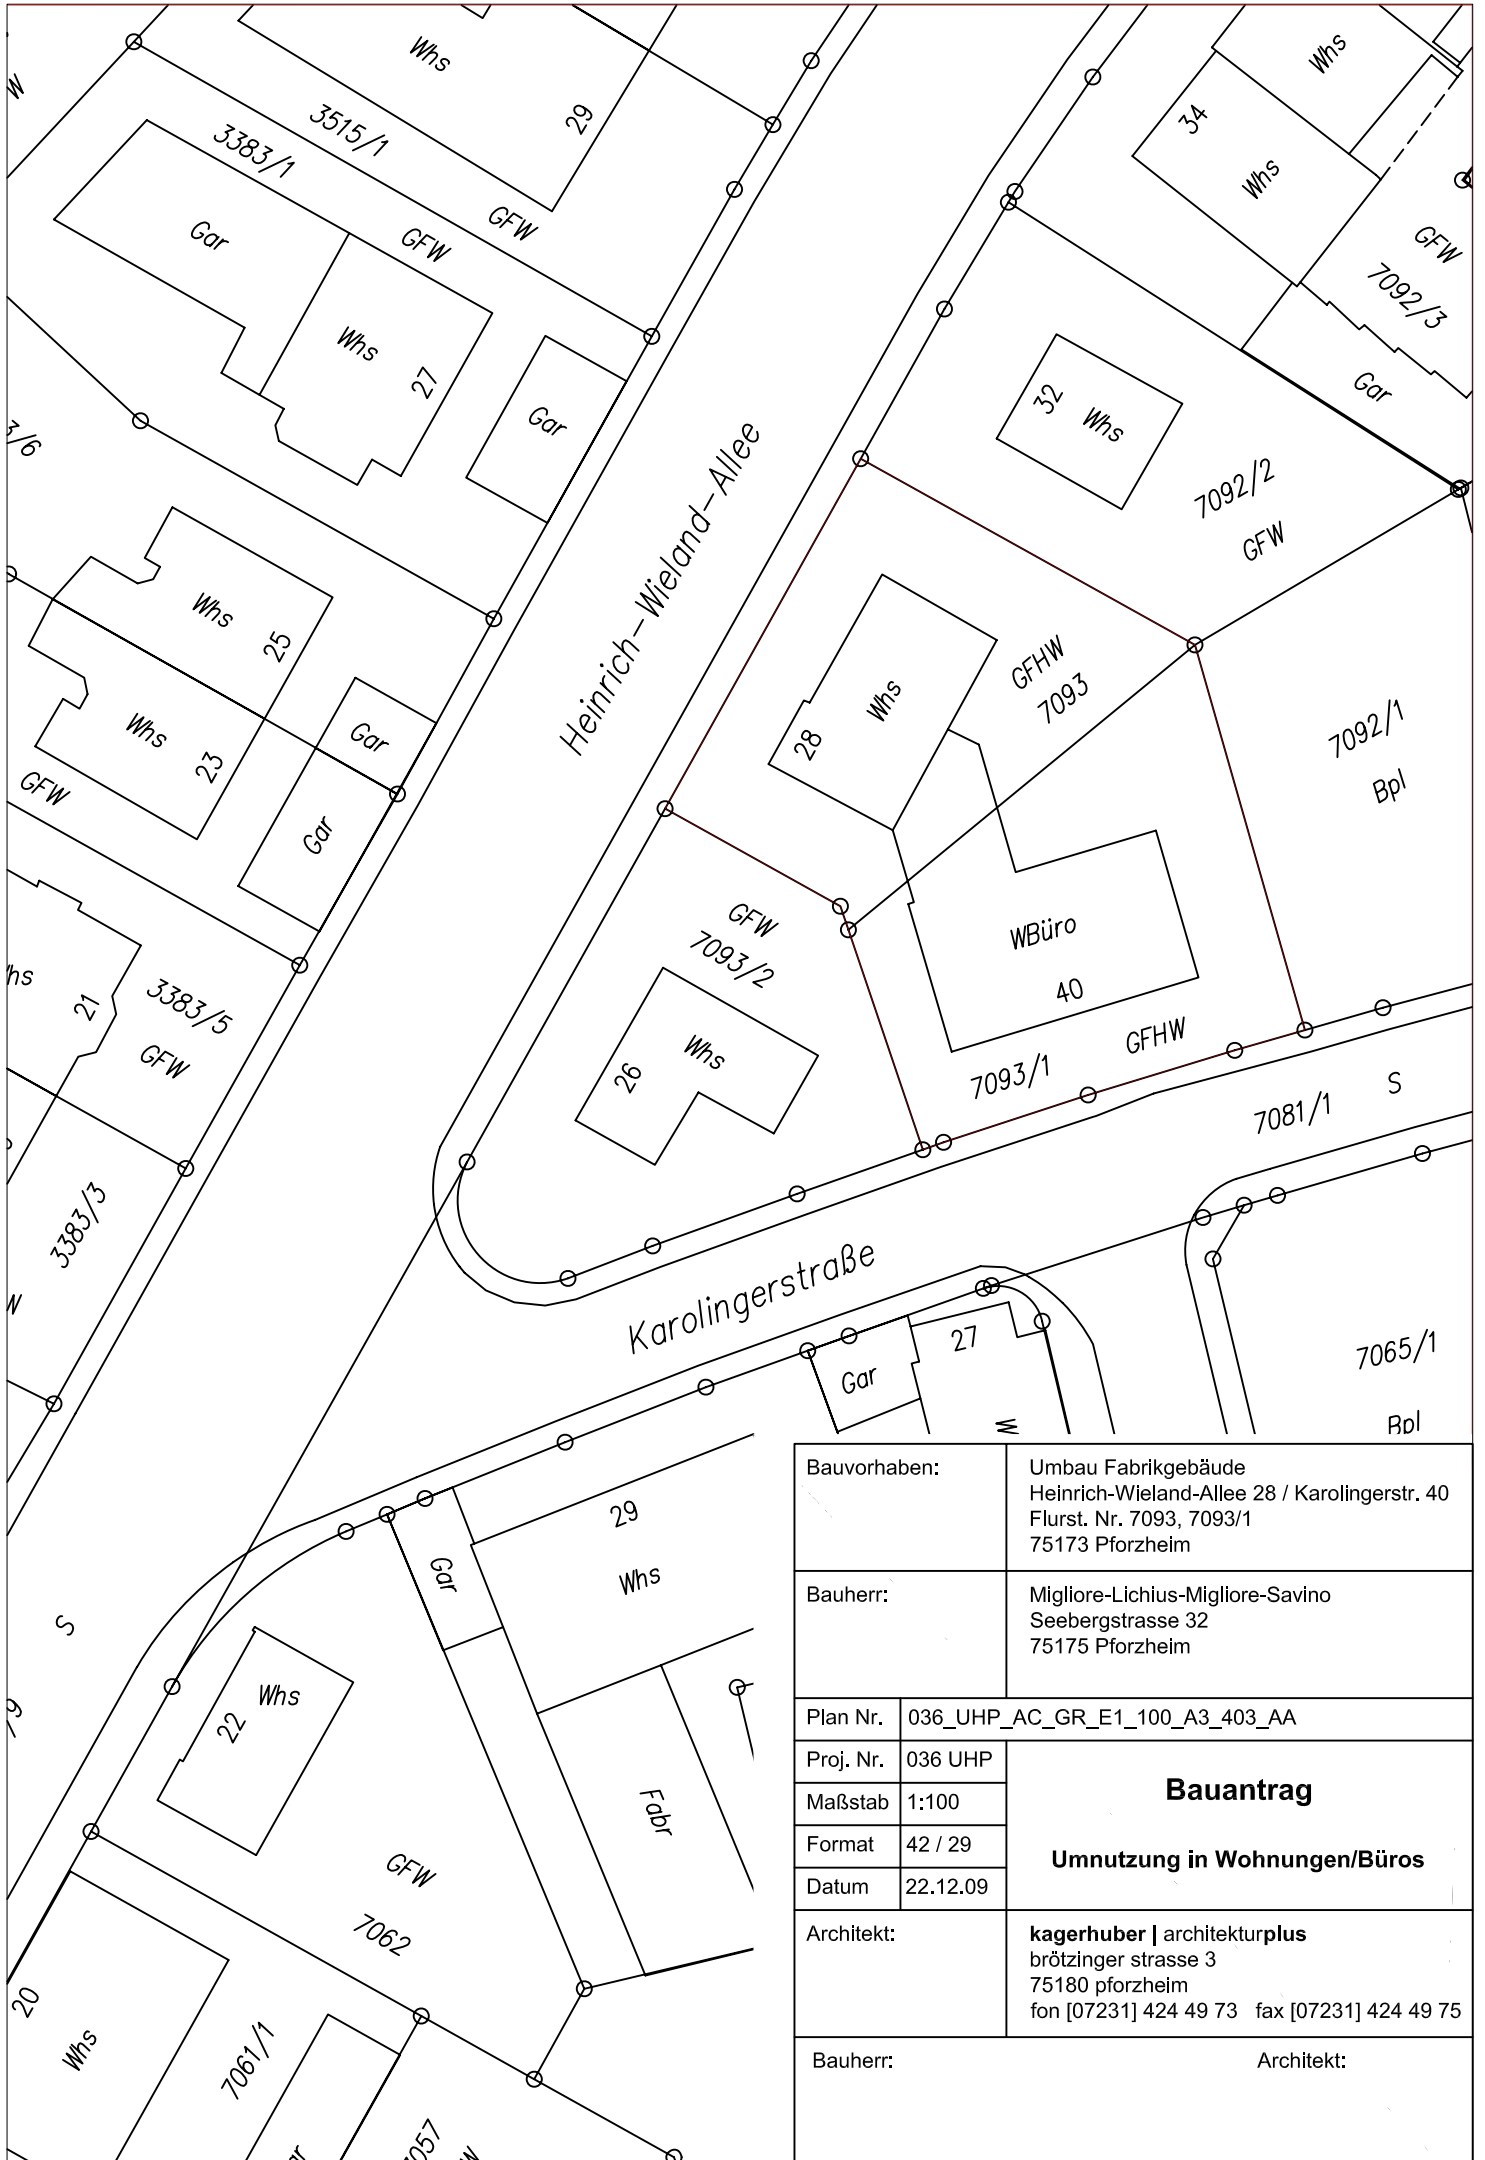 Whs
29
3515/1
3383/1
Gar
GFW
GFW
Whs
27
Gar
3/6
Whs
34
Whs
GFW
7092/3
Gar
32
Whs
7092/2
GFW
Heinrich-Wieland-Allee
Whs
25
Whs
23
Gar
GFW
Gar
GFHW
7093
Whs
28
7092/1
Bpl
GFW
7093/2
WBüro
40
21
3383/5
GFW
Whs
26
7093/1
GFHW
7081/1
S
3383/3
Karolingerstraße
27
Gar
W
7065/1
Bpl
29
Gar
Whs
S
Whs
22
Fabr
GFW
7062
20
Whs
7061/1
Bauvorhaben:
Umbau Fabrikgebäude
Heinrich-Wieland-Allee 28 / Karolingerstr. 40
Flurst. Nr. 7093, 7093/1
75173 Pforzheim
Bauherr:
Migliore-Lichius-Migliore-Savino
Seebergstrasse 32
75175 Pforzheim
Plan Nr. 036_UHP_AC_GR_E1_100_A3_403_AA
Proj. Nr. 036 UHP
Maßstab 1:100
Format 42 / 29
Datum 22.12.09
Bauantrag
Umnutzung in Wohnungen/Büros
Architekt:
kagerhuber | architekturplus
brötzinger strasse 3
75180 pforzheim
fon [07231] 424 49 73 fax [07231] 424 49 75
Bauherr: Architekt: